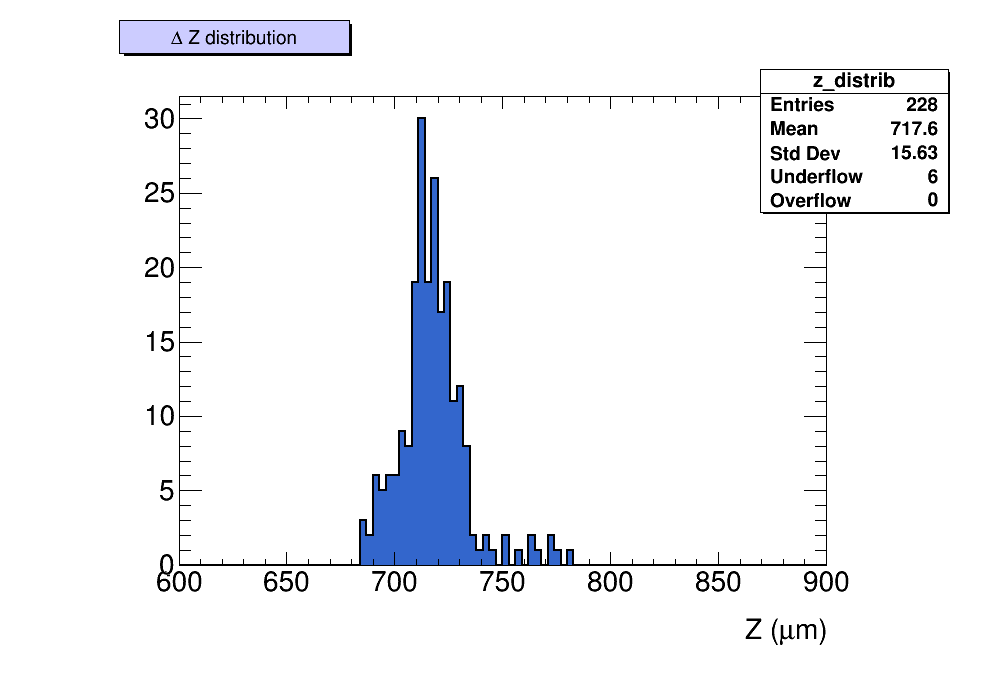 Δ Z distribution
z_distrib
Entries 228
Mean 717.6
Std Dev 15.63
Underflow 6
Overflow 0
30
25
20
15
10
5
0
600 650 700 750 800 850 900
Z (μm)